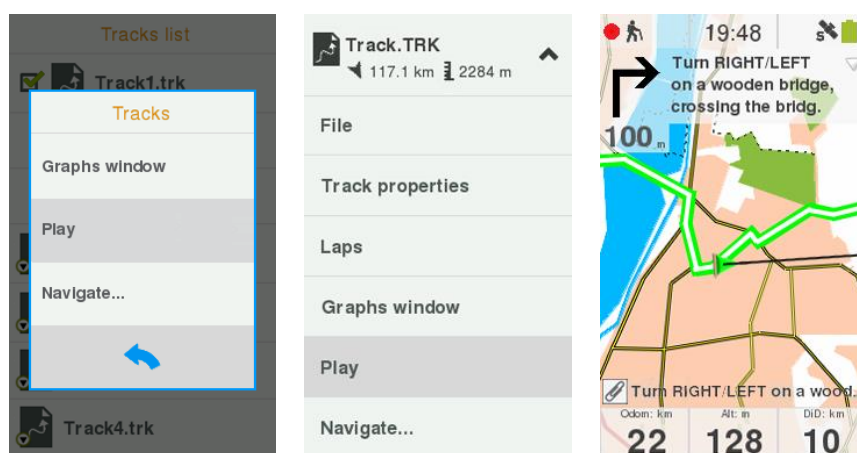 Tracks list
Track1.trk
Tracks
Graphs window
Play
Navigate...
Track4.trk
Track.TRK
117.1 km 2284 m
File
Track properties
Laps
Graphs window
Play
Navigate...
19:48
S
Turn RIGHT/LEFT
on a wooden bridge,
crossing the bridg.
100 m
Turn RIGHT/LEFT on a wood.
Odom: km Alt: m DiD: km
22 128 10